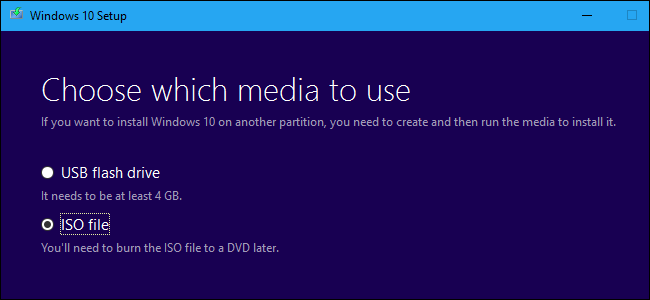 Windows 10 Setup
Choose which media to use
If you want to install Windows 10 on another partition, you need to create and then run the media to install it.
USB flash drive
It needs to be at least 4 GB.
ISO file
You'll need to burn the ISO file to a DVD later.